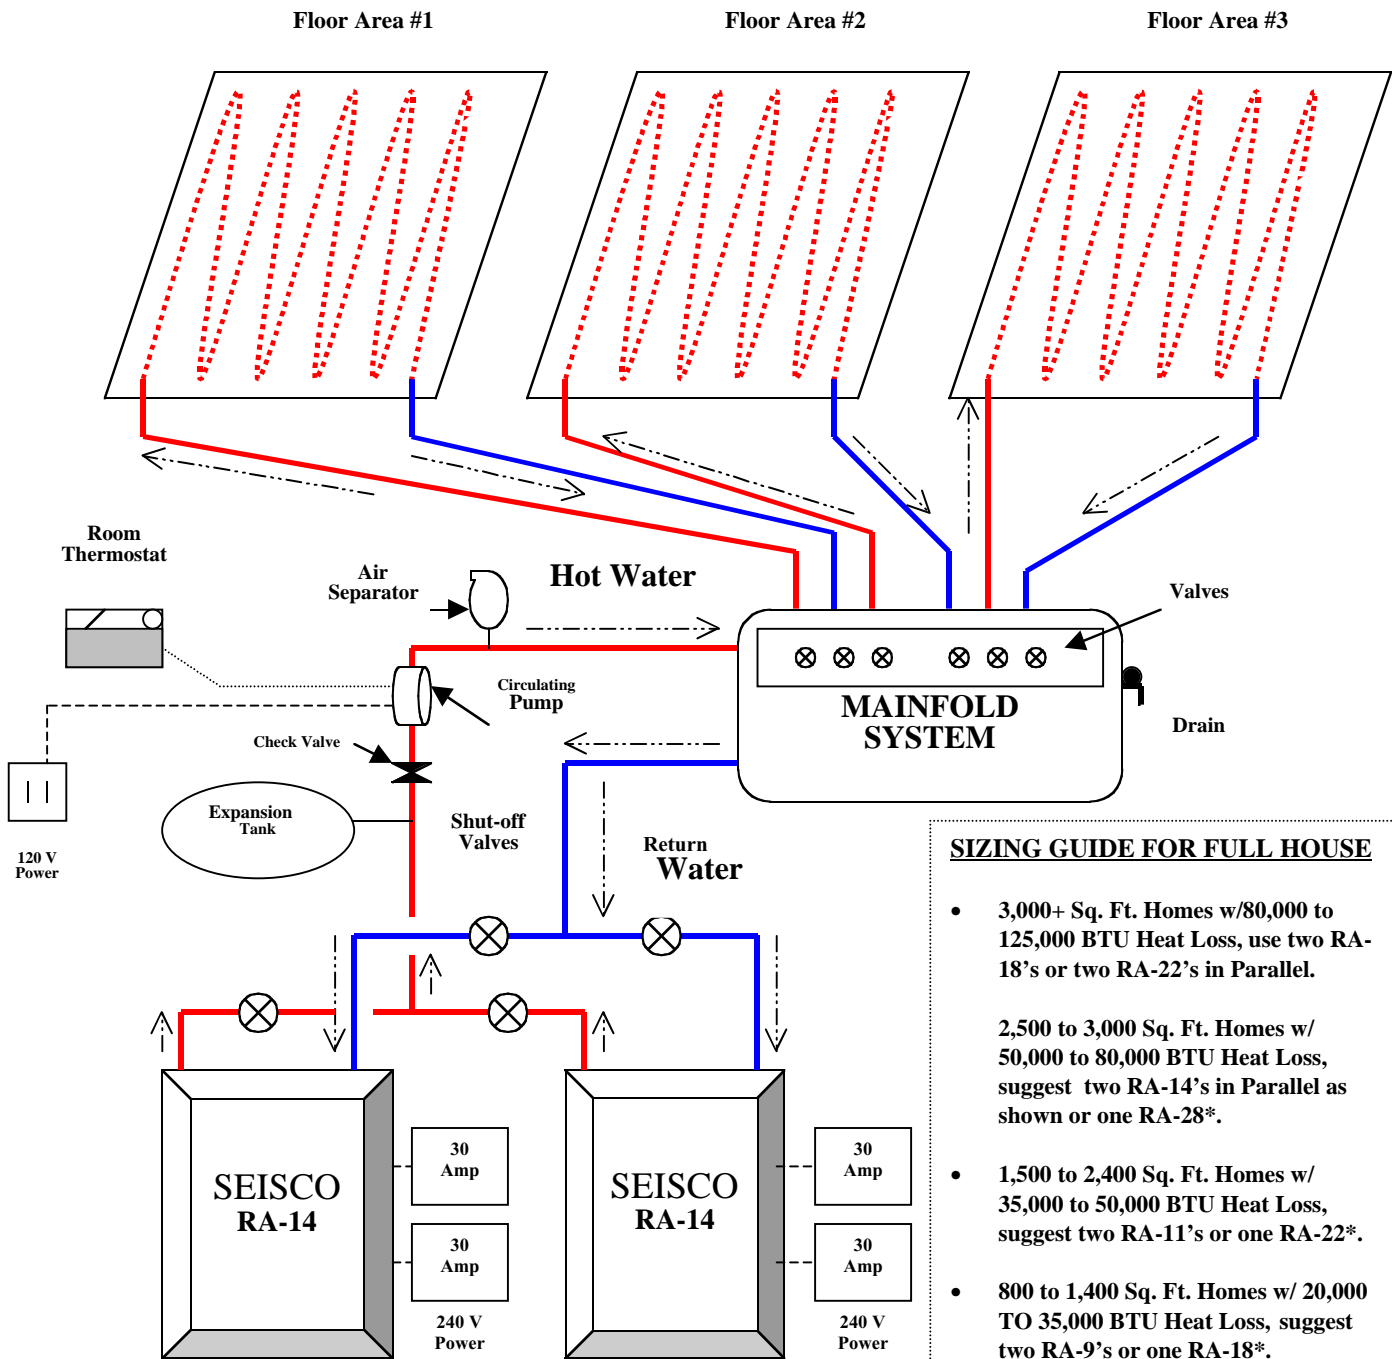 Floor Area #1
Floor Area #2
Floor Area #3
Room
Thermostat
Air
Separator
Hot Water
Valves
Circulating
Pump
MAINFOLD
SYSTEM
Drain
Check Valve
Expansion
Tank
Shut-off
Valves
120 V
Power
Return
Water
SIZING GUIDE FOR FULL HOUSE
• 3,000+ Sq. Ft. Homes w/80,000 to
125,000 BTU Heat Loss, use two RA-
18's or two RA-22's in Parallel.
2,500 to 3,000 Sq. Ft. Homes w/
50,000 to 80,000 BTU Heat Loss,
suggest two RA-14's in Parallel as
shown or one RA-28*.
• 1,500 to 2,400 Sq. Ft. Homes w/
35,000 to 50,000 BTU Heat Loss,
suggest two RA-11's or one RA-22*.
• 800 to 1,400 Sq. Ft. Homes w/ 20,000
TO 35,000 BTU Heat Loss, suggest
two RA-9's or one RA-18*.
SEISCO
RA-14
30
Amp
30
Amp
240 V
Power
SEISCO
RA-14
30
Amp
30
Amp
240 V
Power